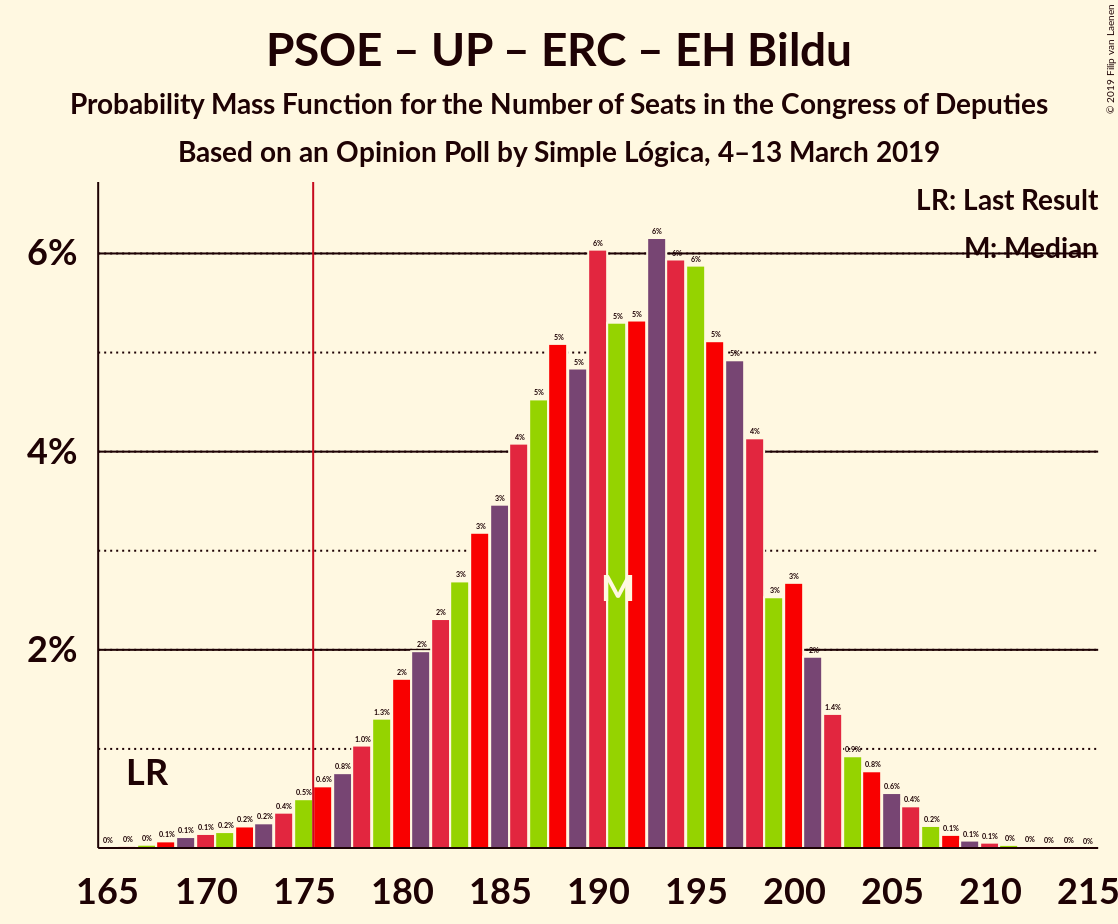 PSOE – UP – ERC – EH Bildu
Probability Mass Function for the Number of Seats in the Congress of Deputies
Based on an Opinion Poll by Simple Lógica, 4–13 March 2019
© 2019 Filip van Laenen
LR: Last Result
M: Median
6%
4%
2%
LR
M
0% 0% 0% 0.1% 0.1% 0.1% 0.2% 0.2% 0.2% 0.4% 0.5% 0.6% 0.8% 1.0% 1.3% 2% 2% 2% 3% 3% 3% 4% 5% 5% 5% 6% 5% 5% 6% 6% 6% 5% 5% 4% 3% 3% 2% 1.4% 0.9% 0.8% 0.6% 0.4% 0.2% 0.1% 0.1% 0.1% 0% 0% 0% 0% 0%
165 170 175 180 185 190 195 200 205 210 215